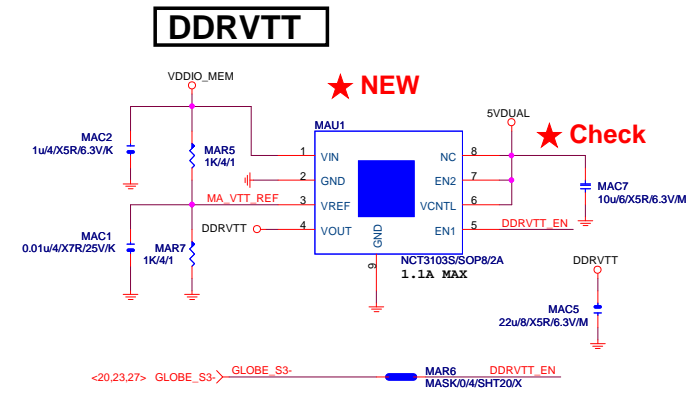 DDRVTT
VDDIO_MEM
★ NEW
5VDUAL
★ Check
MAU1
MAC2
1u/4/X5R/6.3V/K
MAR5
1K/4/1
1 VIN NC 8
2 GND EN2 7
MA_VTT_REF 3 VREF VCNTL 6
DDRVTT 4 VOUT EN1 5 DDRVTT_EN
GND
9
MAC7
10u/6/X5R/6.3V/M
MAC1
0.01u/4/X7R/25V/K
MAR7
1K/4/1
NCT3103S/SOP8/2A
1.1A MAX
DDRVTT
MAC5
22u/8/X5R/6.3V/M
<20,23,27> GLOBE_S3- GLOBE_S3- MAR6 DDRVTT_EN
MASK/0/4/SHT20/X